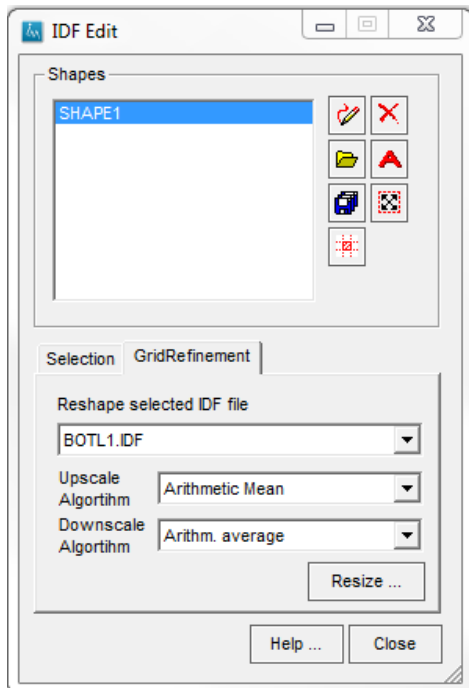 IDF Edit
Shapes
SHAPE1
Selection
GridRefinement
Reshape selected IDF file
BOTL1.IDF
Upscale
Algortihm
Arithmetic Mean
Downscale
Algortihm
Arithm. average
Resize ...
Help ...
Close